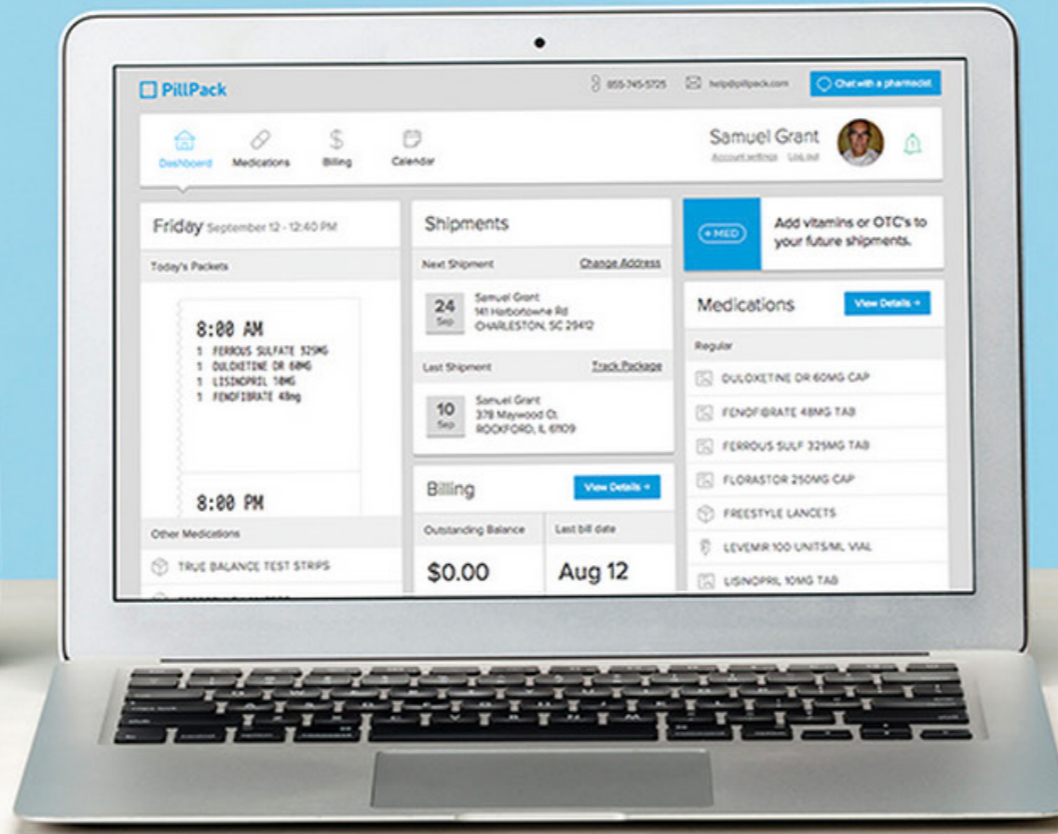 PillPack
855-745-5725
help@pillpack.com
Chat with a pharmacist
Dashboard
Medications
Billing
Calendar
Samuel Grant
Account settings
Log out
Friday September 12 - 12:40 PM
Today's Packets
8:00 AM
1 FERROUS SULFATE 325MG
1 DULOXETINE DR 60MG
1 LISINOPRIL 10MG
1 FENOFIBRATE 48mg
8:00 PM
Other Medications
TRUE BALANCE TEST STRIPS
Shipments
Next Shipment
Change Address
24
Sep
Samuel Grant
141 Harbortowne Rd
CHARLESTON, SC 29412
Last Shipment
Track Package
10
Sep
Samuel Grant
378 Maywood Ct.
ROCKFORD, IL 61109
Billing
View Details
Outstanding Balance
$0.00
Last bill date
Aug 12
+ MED
Add vitamins or OTC's to
your future shipments.
Medications
View Details
Regular
DULOXETINE DR 60MG CAP
FENOFIBRATE 48MG TAB
FERROUS SULF 325MG TAB
FLORASTOR 250MG CAP
FREESTYLE LANCETS
LEVEMIR 100 UNITS/ML VIAL
LISINOPRIL 10MG TAB